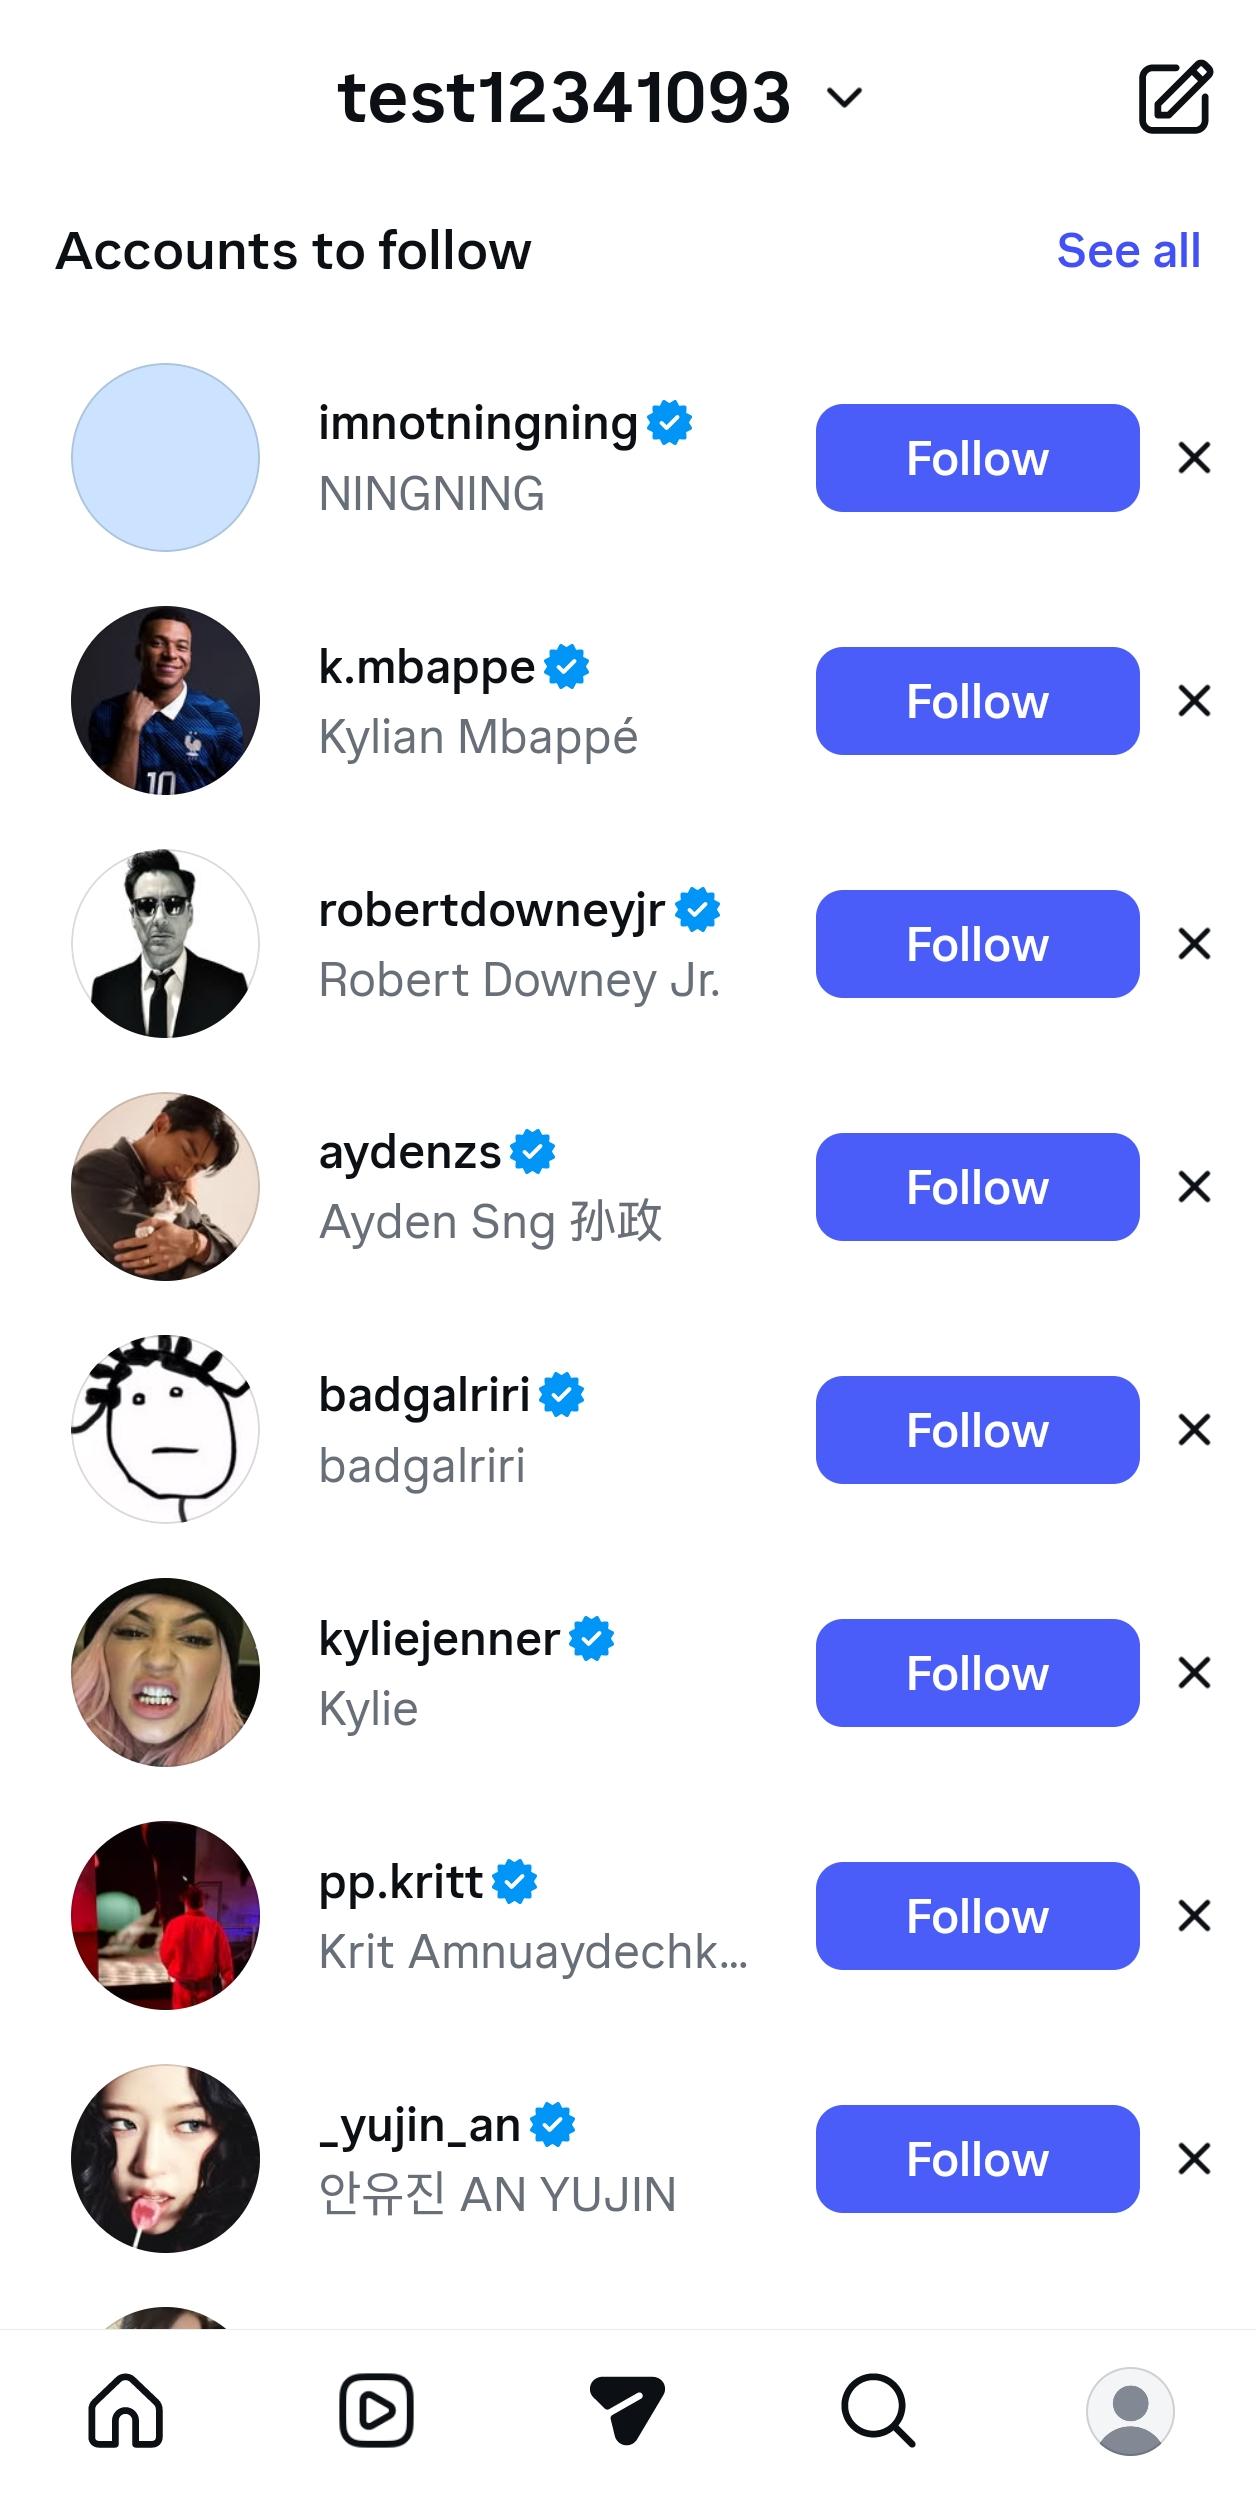 test12341093
Accounts to follow
See all
imnotningning
NINGNING
Follow
k.mbappe
Kylian Mbappé
Follow
10
robertdowneyjr
Robert Downey Jr.
Follow
aydenzs
Ayden Sng 孙政
Follow
badgalriri
badgalriri
Follow
kyliejenner
Kylie
Follow
pp.kritt
Krit Amnuaydechk...
Follow
_yujin_an
안유진 AN YUJIN
Follow